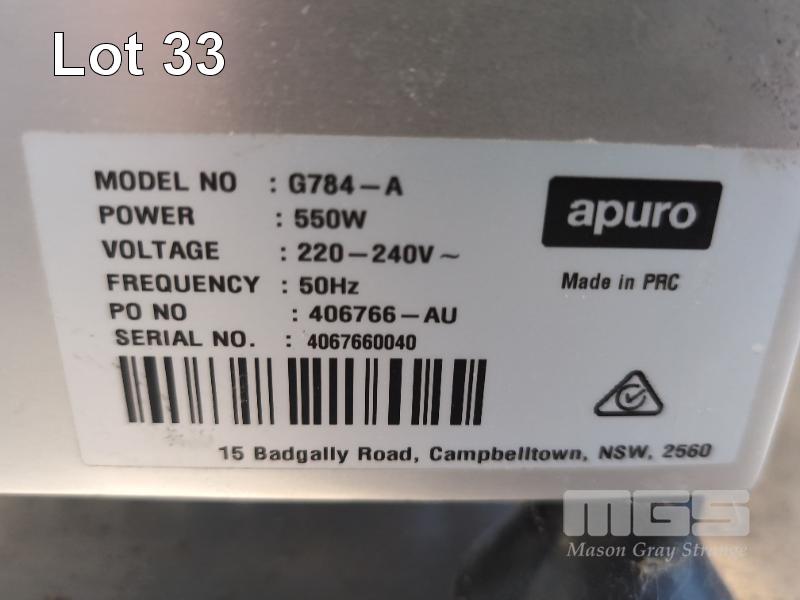 Lot 33
MODEL NO : G784-A
POWER : 550W
VOLTAGE : 220-240V~
FREQUENCY : 50Hz
PO NO : 406766-AU
SERIAL NO. : 4067660040
apuro
Made in PRC
15 Badgally Road, Campbelltown, NSW, 2560
MGS
Mason Gray Strange